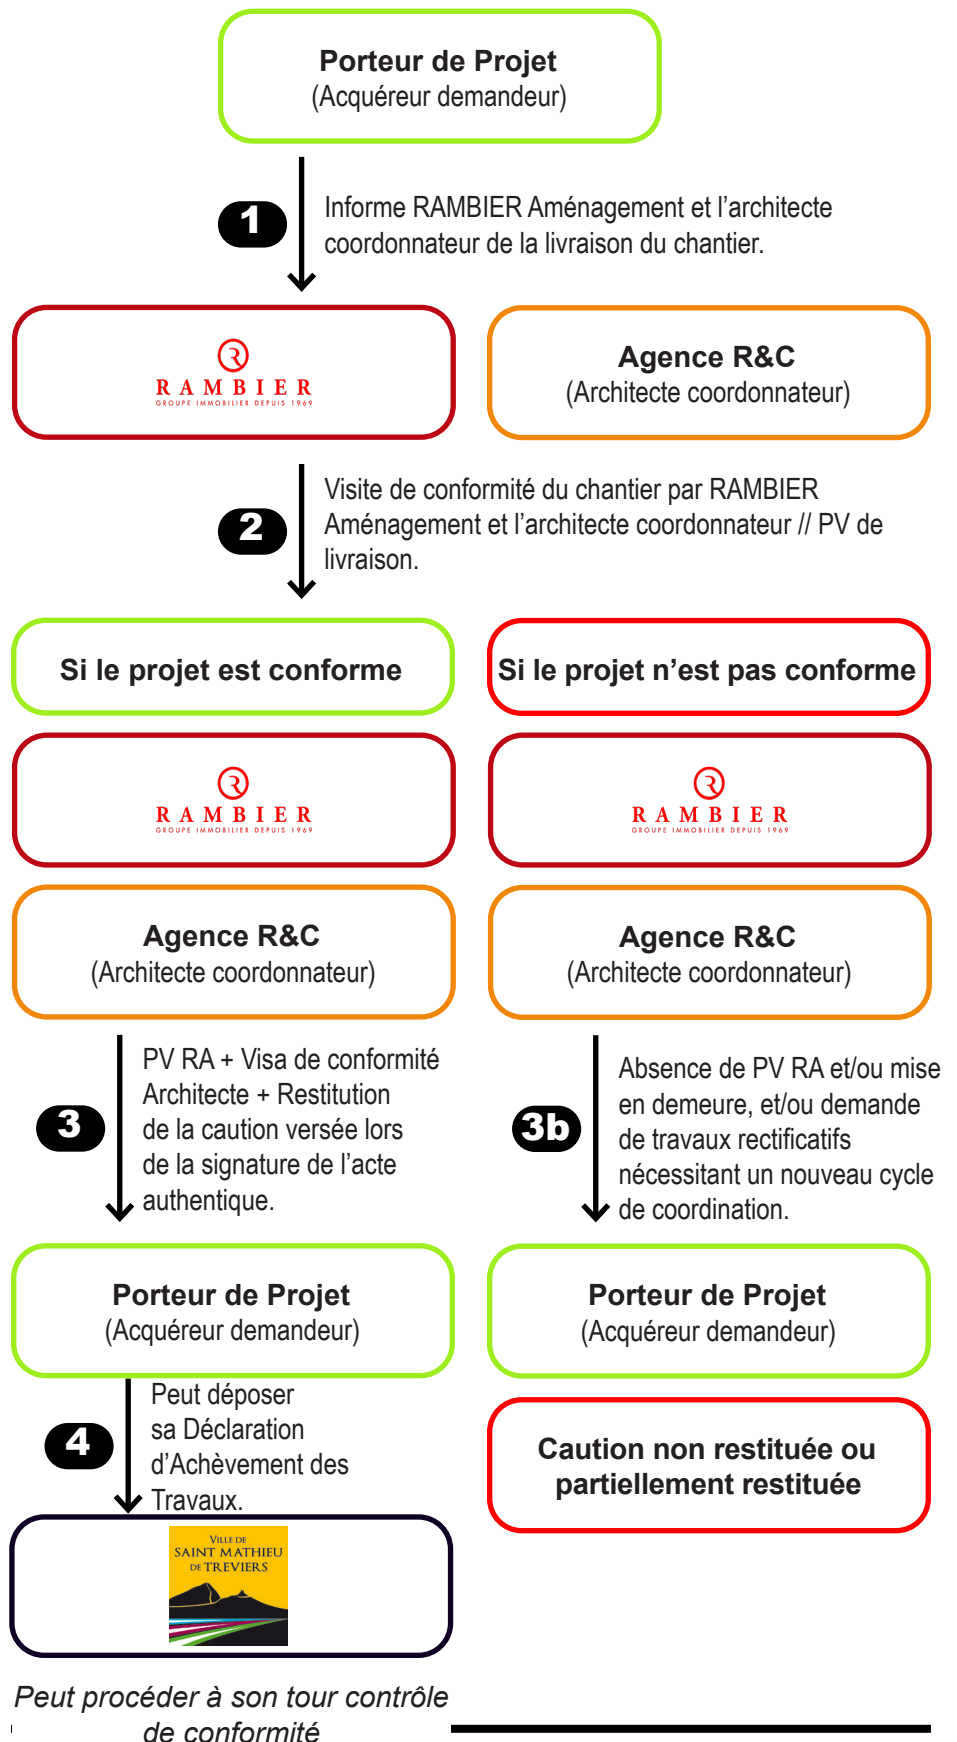 Porteur de Projet
(Acquéreur demandeur)
1
Informe RAMBIER Aménagement et l’architecte
coordonnateur de la livraison du chantier.
R
RAMBIER
GROUPE IMMOBILIER DEPUIS 1969
Agence R&C
(Architecte coordonnateur)
2
Visite de conformité du chantier par RAMBIER
Aménagement et l’architecte coordonnateur // PV de
livraison.
Si le projet est conforme
Si le projet n’est pas conforme
R
RAMBIER
GROUPE IMMOBILIER DEPUIS 1969
R
RAMBIER
GROUPE IMMOBILIER DEPUIS 1969
Agence R&C
(Architecte coordonnateur)
Agence R&C
(Architecte coordonnateur)
3
PV RA + Visa de conformité
Architecte + Restitution
de la caution versée lors
de la signature de l’acte
authentique.
3b
Absence de PV RA et/ou mise
en demeure, et/ou demande
de travaux rectificatifs
nécessitant un nouveau cycle
de coordination.
Porteur de Projet
(Acquéreur demandeur)
Porteur de Projet
(Acquéreur demandeur)
4
Peut déposer
sa Déclaration
d’Achèvement des
Travaux.
Caution non restituée ou
partiellement restituée
VILLE DE
SAINT MATHIEU
DE TREVIERS
Peut procéder à son tour contrôle
de conformité